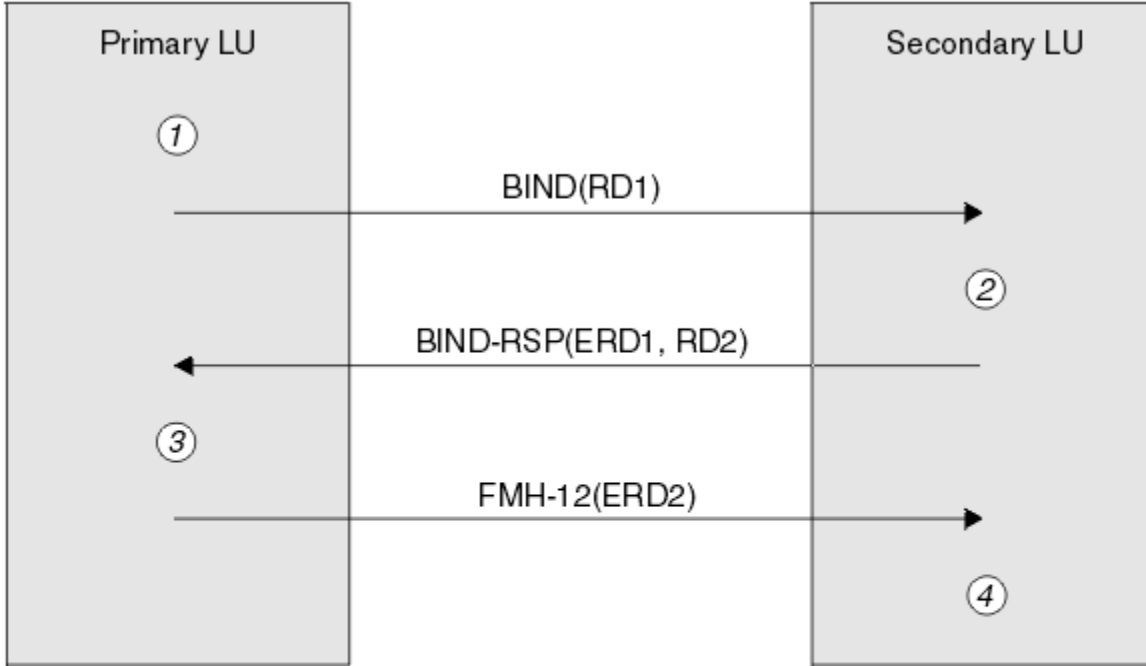 Primary LU
Secondary LU
1
BIND(RD1)
2
BIND-RSP(ERD1, RD2)
3
FMH-12(ERD2)
4